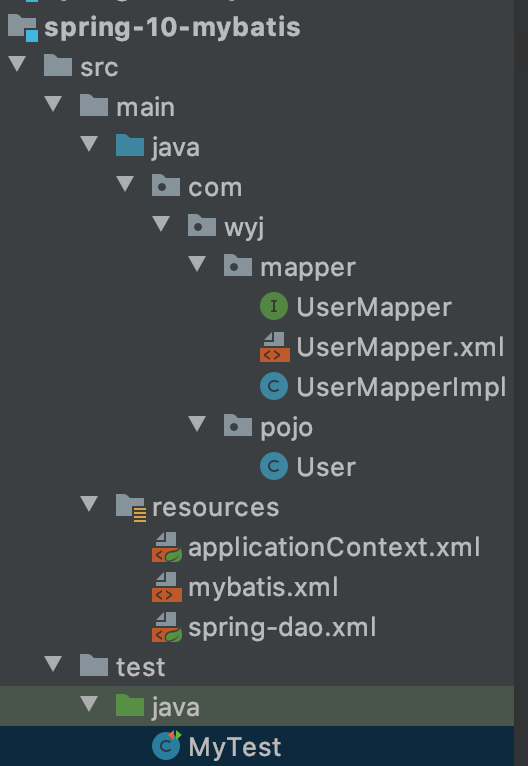 spring-10-mybatis
src
main
java
com
wyj
mapper
I UserMapper
<> UserMapper.xml
C UserMapperImpl
pojo
C User
resources
<> applicationContext.xml
<> mybatis.xml
<> spring-dao.xml
test
java
C MyTest